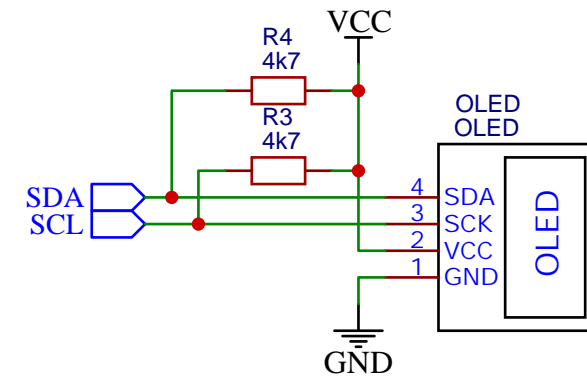 VCC
R4
4k7
R3
4k7
OLED
OLED
SDA
SCL
4 SDA
3 SCK
2 VCC
1 GND
OLED
GND